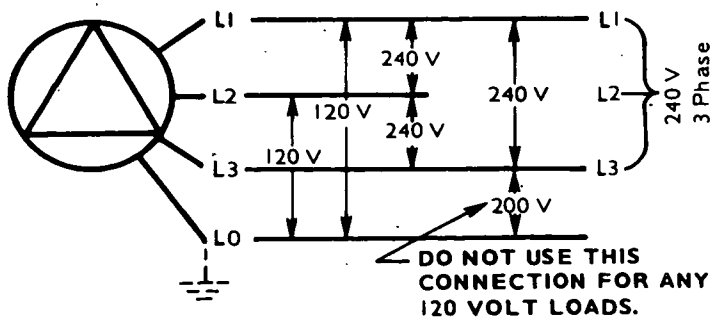 L1
240 V
L1
L2
120 V
240 V
L2
240 V
3 Phase
120 V
240 V
L3
L3
200 V
LO
DO NOT USE THIS
CONNECTION FOR ANY
120 VOLT LOADS.